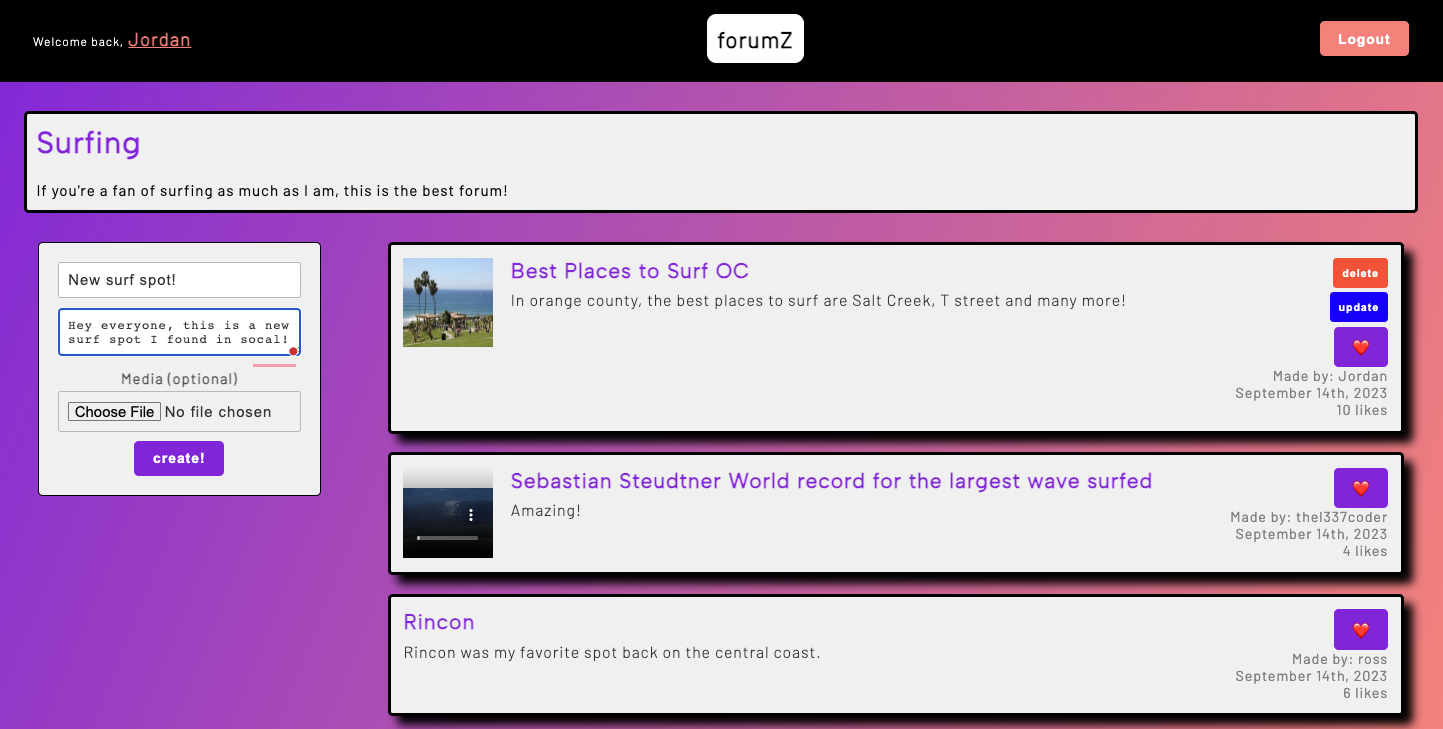 Welcome back, Jordan
forumZ
Logout
Surfing
If you're a fan of surfing as much as I am, this is the best forum!
New surf spot!
Hey everyone, this is a new
surf spot I found in socal!
Media (optional)
Choose File No file chosen
create!
Best Places to Surf OC
In orange county, the best places to surf are Salt Creek, T street and many more!
delete
update
Made by: Jordan
September 14th, 2023
10 likes
Sebastian Steudtner World record for the largest wave surfed
Amazing!
Made by: thel337coder
September 14th, 2023
4 likes
Rincon
Rincon was my favorite spot back on the central coast.
Made by: ross
September 14th, 2023
6 likes